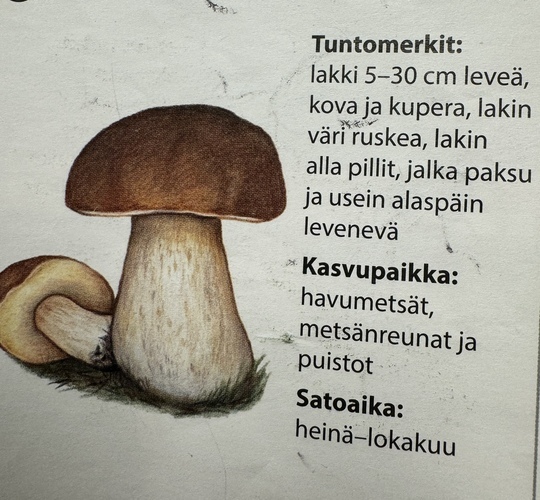 Tuntomerkit:
lakki 5–30 cm leveä,
kova ja kupera, lakin
väri ruskea, lakin
alla pillit, jalka paksu
ja usein alaspäin
levenevä
Kasvupaikka:
havumetsät,
metsänreunat ja
puistot
Satoaika:
heinä–lokakuu